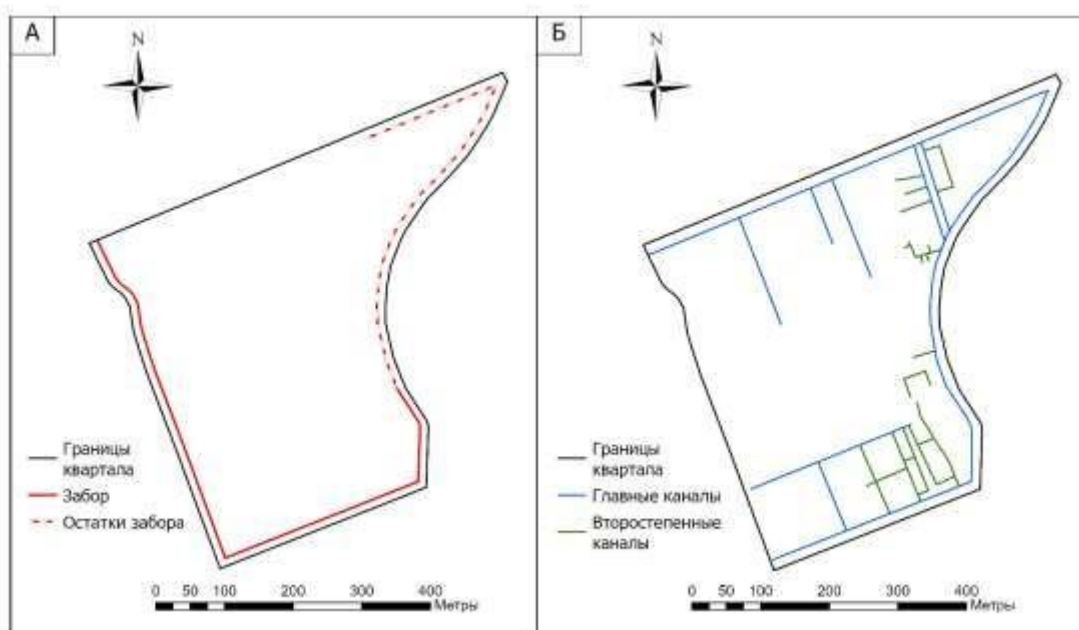 А
N
Границы
квартала
Забор
Остатки забора
0 50 100 200 300 400
Метры
Б
N
Границы
квартала
Главные каналы
Второстепенные
каналы
0 50 100 200 300 400
Метры